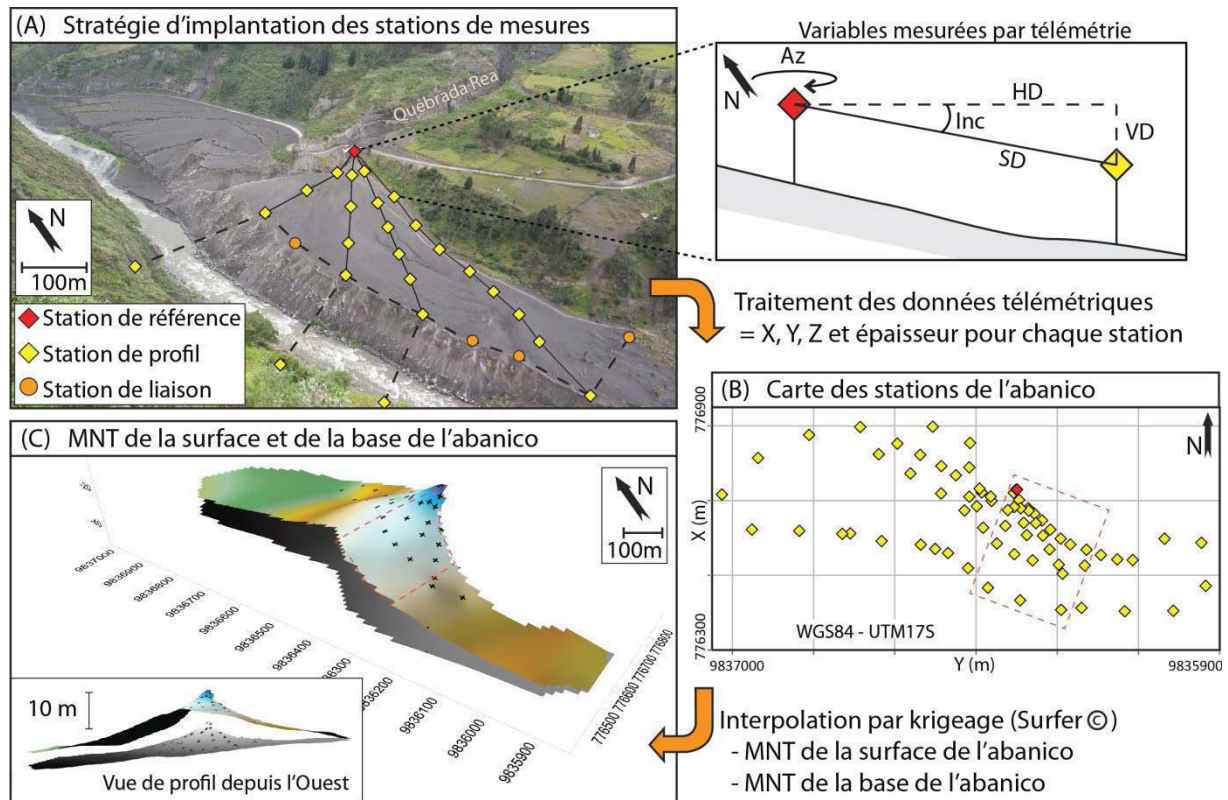 (A) Stratégie d'implantation des stations de mesures
Québrada Rea
N
100m
Station de référence
Station de profil
Station de liaison
Variables mesurées par télémétrie
Az
N
HD
Inc
VD
SD
Traitement des données télémétriques
= X, Y, Z et épaisseur pour chaque station
(B) Carte des stations de l'abanico
776900
N
X (m)
WGS84 - UTM17S
776300
9837000
Y (m)
9835900
(C) MNT de la surface et de la base de l'abanico
N
100m
9837000
9836900
9836800
9836700
9836600
9836500
9836400
9836300
9836200
9836100
9836000
9835900
776500
776600
776700
776800
10 m
Vue de profil depuis l'Ouest
Interpolation par krigeage (Surfer ©)
- MNT de la surface de l'abanico
- MNT de la base de l'abanico